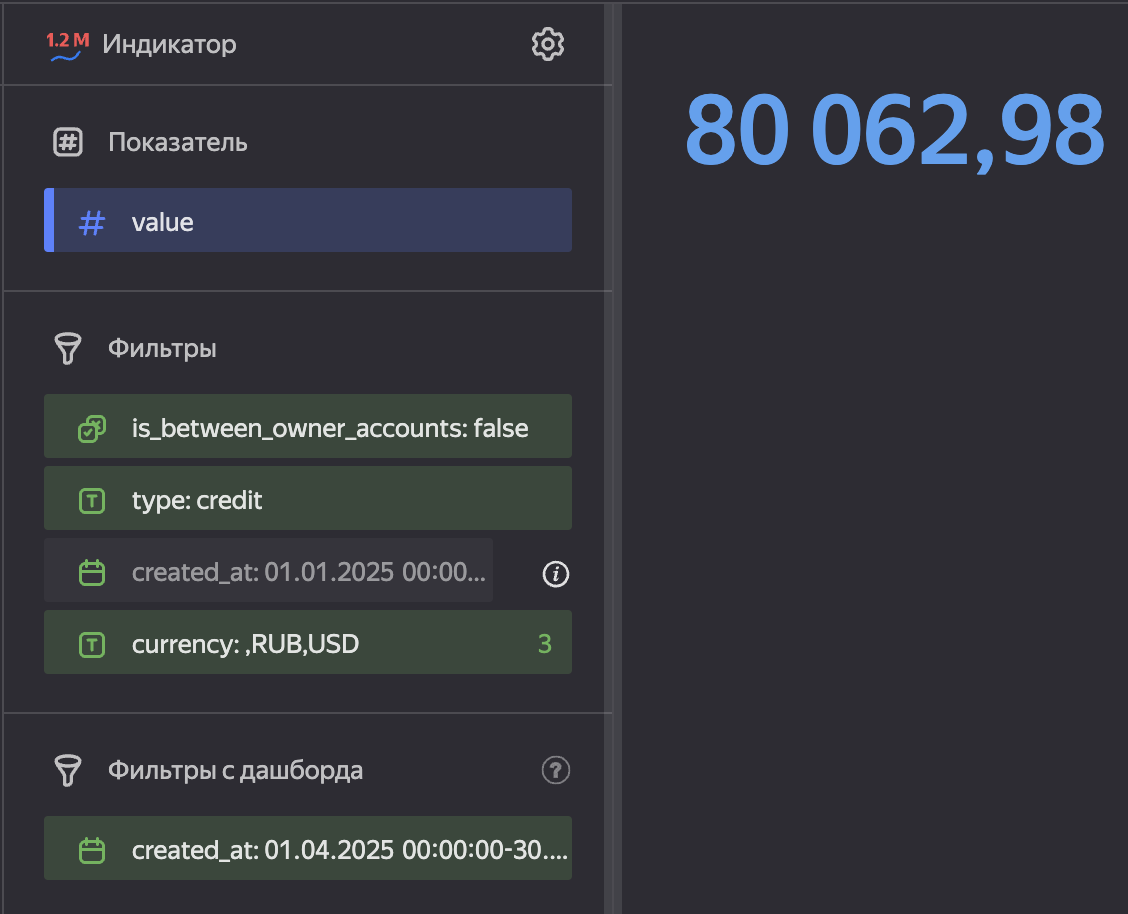 1.2 M Индикатор
80 062,98
# Показатель
# value
Фильтры
is_between_owner_accounts: false
T type: credit
created_at: 01.01.2025 00:00... i
T currency: ,RUB,USD 3
Фильтры с дашборда ?
created_at: 01.04.2025 00:00:00-30....